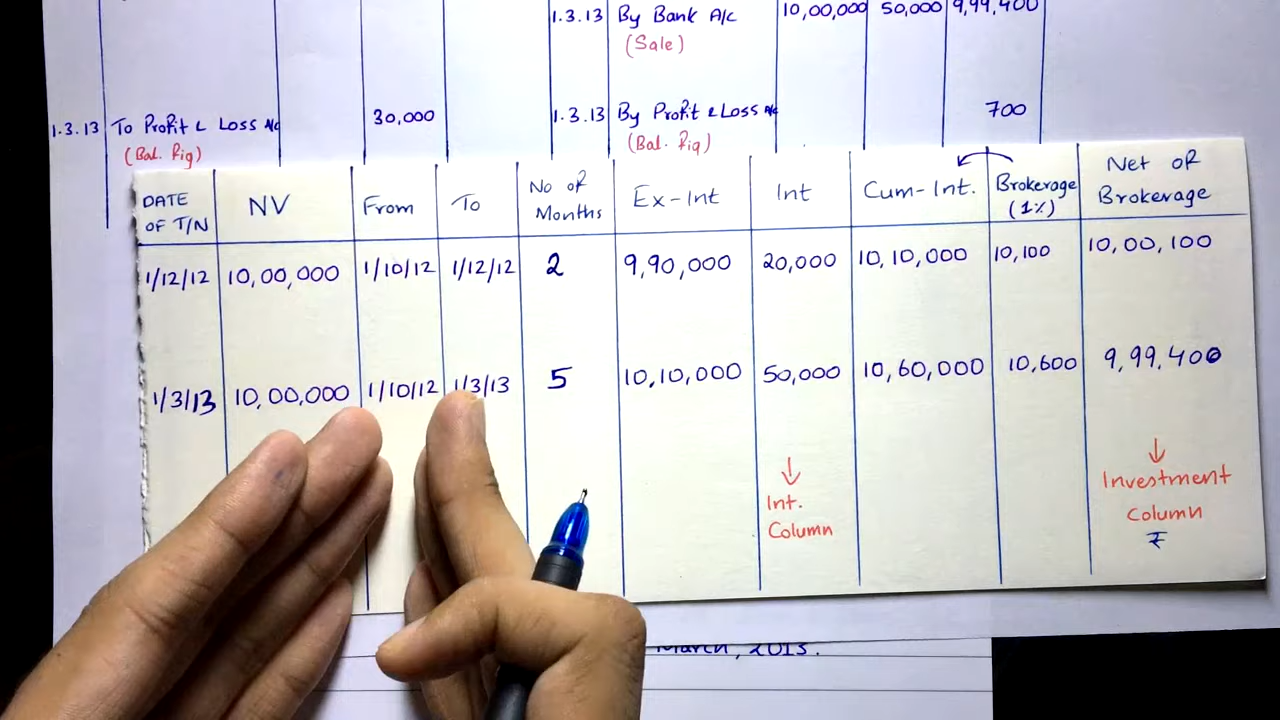 1.3.13 By Bank A/c 10,00,000 50,000 9,99,400
(Sale)
1.3.13 To Profit & Loss A/c 30,000 1.3.13 By Profit & Loss A/c 700
(Bal. fig) (Bal. fig)
DATE OF T/N NV From To No of Months Ex-Int Int Cum-Int. Brokerage (1%) Net of Brokerage
1/12/12 10,00,000 1/10/12 1/12/12 2 9,90,000 20,000 10,10,000 10,100 10,00,100
1/3/13 10,00,000 1/10/12 1/3/13 5 10,10,000 50,000 10,60,000 10,600 9,99,400
Int. Column
Investment Column
₹
March, 2013.